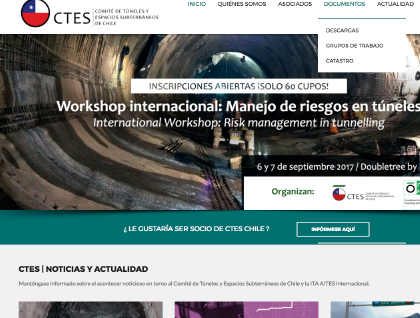 CTES
COMITÉ DE TÚNELES Y
ESPACIOS SUBTERRÁNEOS
DE CHILE
INICIO QUIÉNES SOMOS ASOCIADOS DOCUMENTOS ACTUALIDAD
DESCARGAS
GRUPOS DE TRABAJO
CATASTRO
INSCRIPCIONES ABIERTAS ¡SOLO 60 CUPOS!
Workshop internacional: Manejo de riesgos en túneles
International Workshop: Risk management in tunnelling
6 y 7 de septiembre 2017 / Doubletree by
Organizan:
CTES
¿ LE GUSTARÍA SER SOCIO DE CTES CHILE ?
INFÓRMESE AQUÍ
CTES | NOTICIAS Y ACTUALIDAD
Manténgase informado sobre el acontecer noticioso en torno al Comité de Túneles y Espacios Subterráneos de Chile y la ITA AITES Internacional.